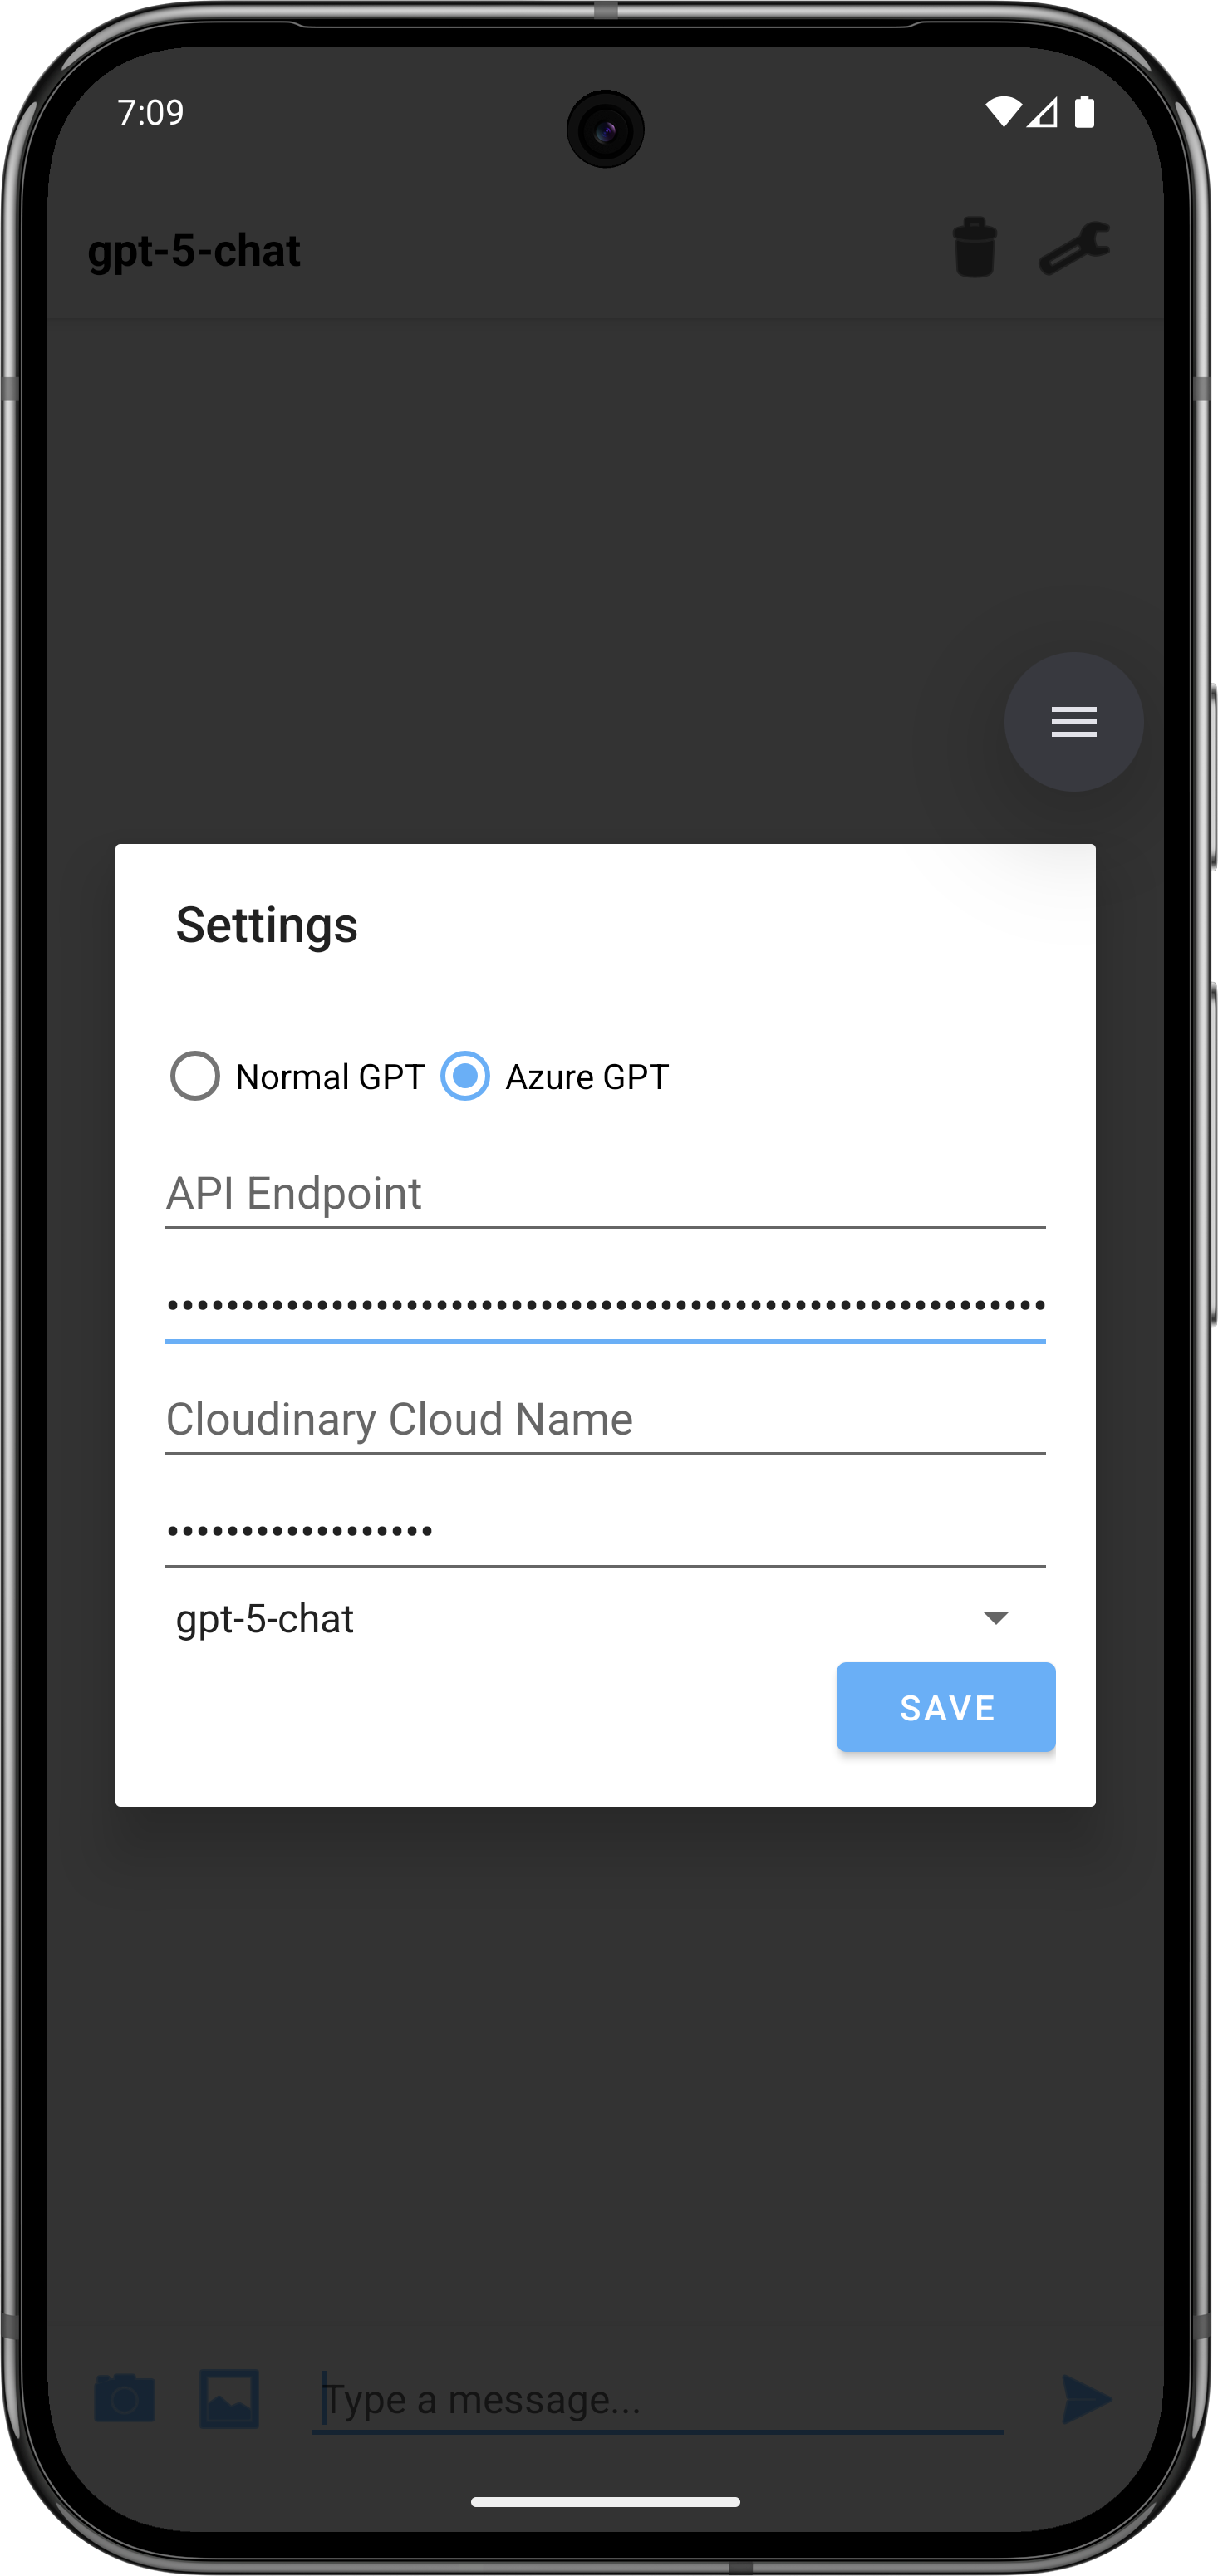 7:09
gpt-5-chat
Settings
Normal GPT Azure GPT
API Endpoint
•••••••••••••••••••••••••••••••••••••••••••••••••••••••••••
Cloudinary Cloud Name
••••••••••••••••••
gpt-5-chat
SAVE
Type a message...